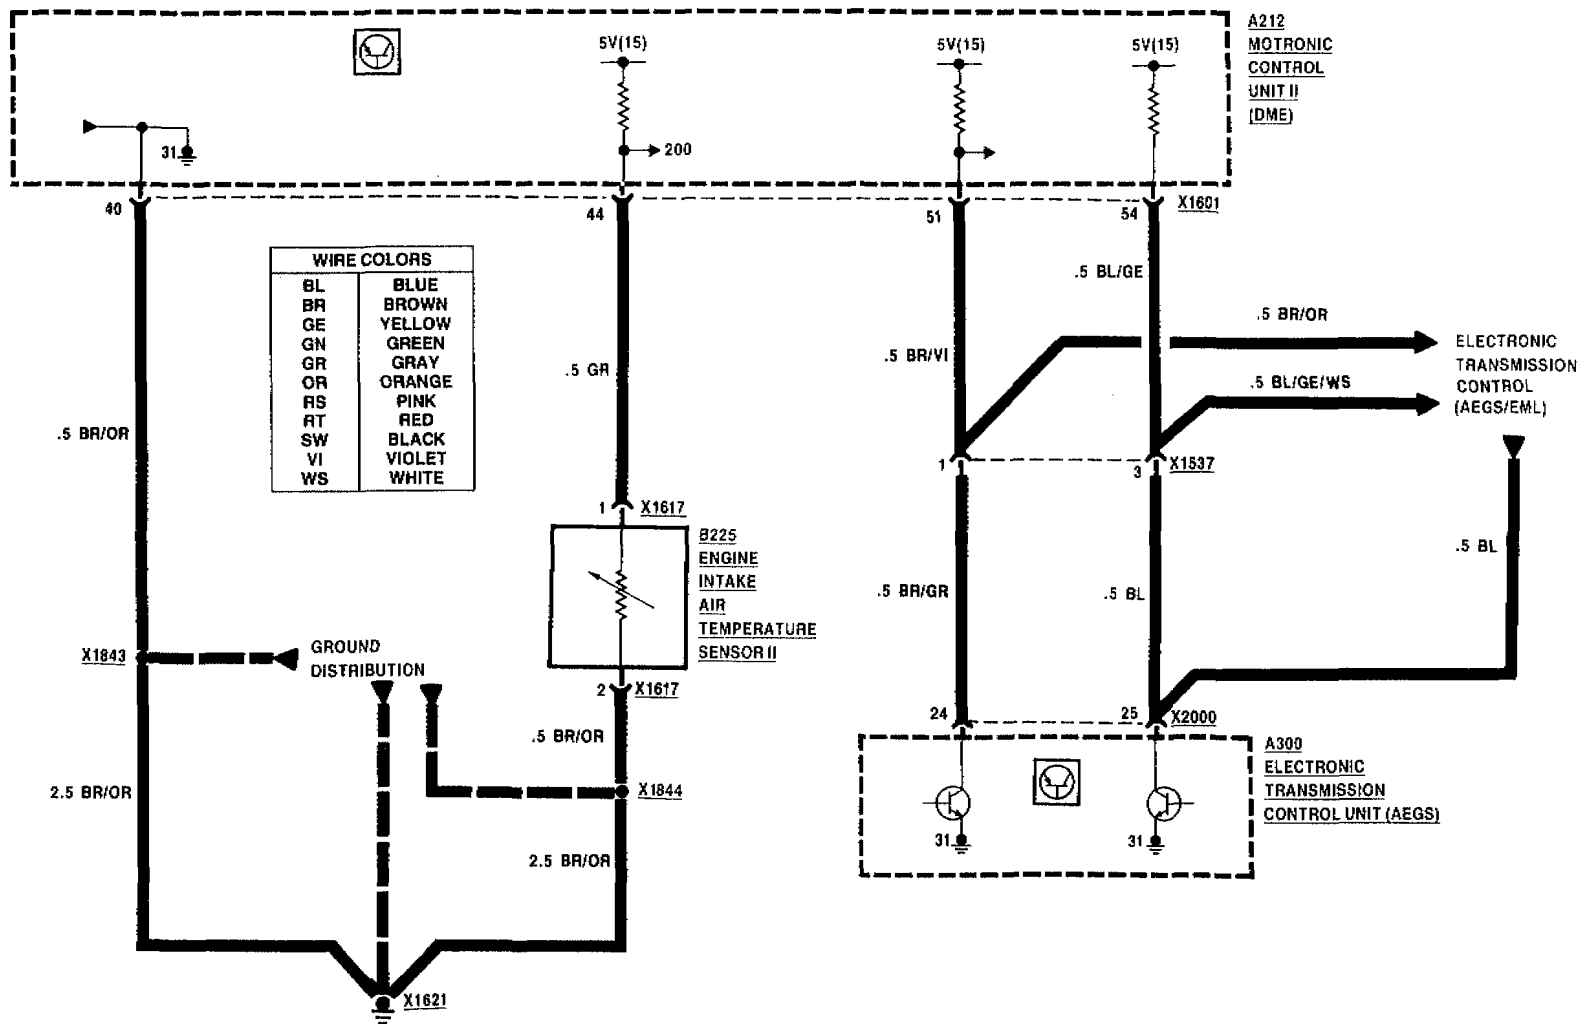 A212
MOTRONIC
CONTROL
UNIT II
(DME)
5V(15)
5V(15)
5V(15)
31
200
40
44
51
54
X1601
WIRE COLORS
BL BLUE
BR BROWN
GE YELLOW
GN GREEN
GR GRAY
OR ORANGE
RS PINK
RT RED
SW BLACK
VI VIOLET
WS WHITE
.5 BL/GE
.5 BR/OR
.5 BR/VI
.5 GR
ELECTRONIC
TRANSMISSION
CONTROL
(AEGS/EML)
.5 BL/GE/WS
.5 BR/OR
1
3
X1537
1
X1617
B225
ENGINE
INTAKE
AIR
TEMPERATURE
SENSOR II
.5 BL
.5 BR/GR
.5 BL
X1843
GROUND
DISTRIBUTION
2
X1617
24
25
X2000
.5 BR/OR
A300
ELECTRONIC
TRANSMISSION
CONTROL UNIT (AEGS)
2.5 BR/OR
X1844
31
31
2.5 BR/OR
X1621